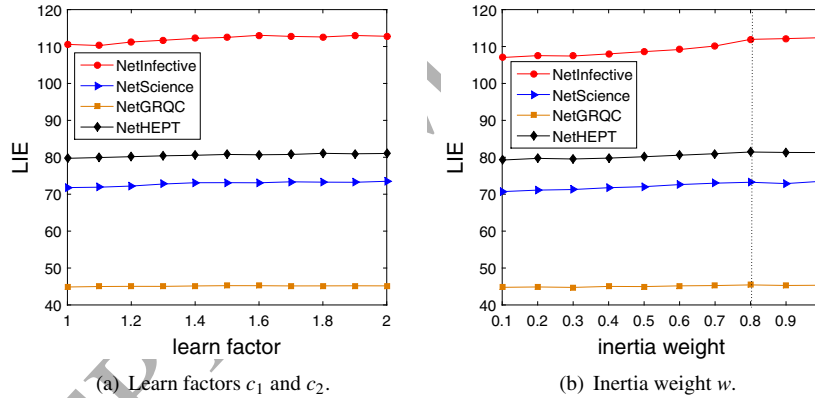 120
110
100
90
80
70
60
50
40
LIE
NetInfective
NetScience
NetGRQC
NetHEPT
1 1.2 1.4 1.6 1.8 2
learn factor
(a) Learn factors c₁ and c₂.
120
110
100
90
80
70
60
50
40
LIE
NetInfective
NetScience
NetGRQC
NetHEPT
0.1 0.2 0.3 0.4 0.5 0.6 0.7 0.8 0.9
inertia weight
(b) Inertia weight w.